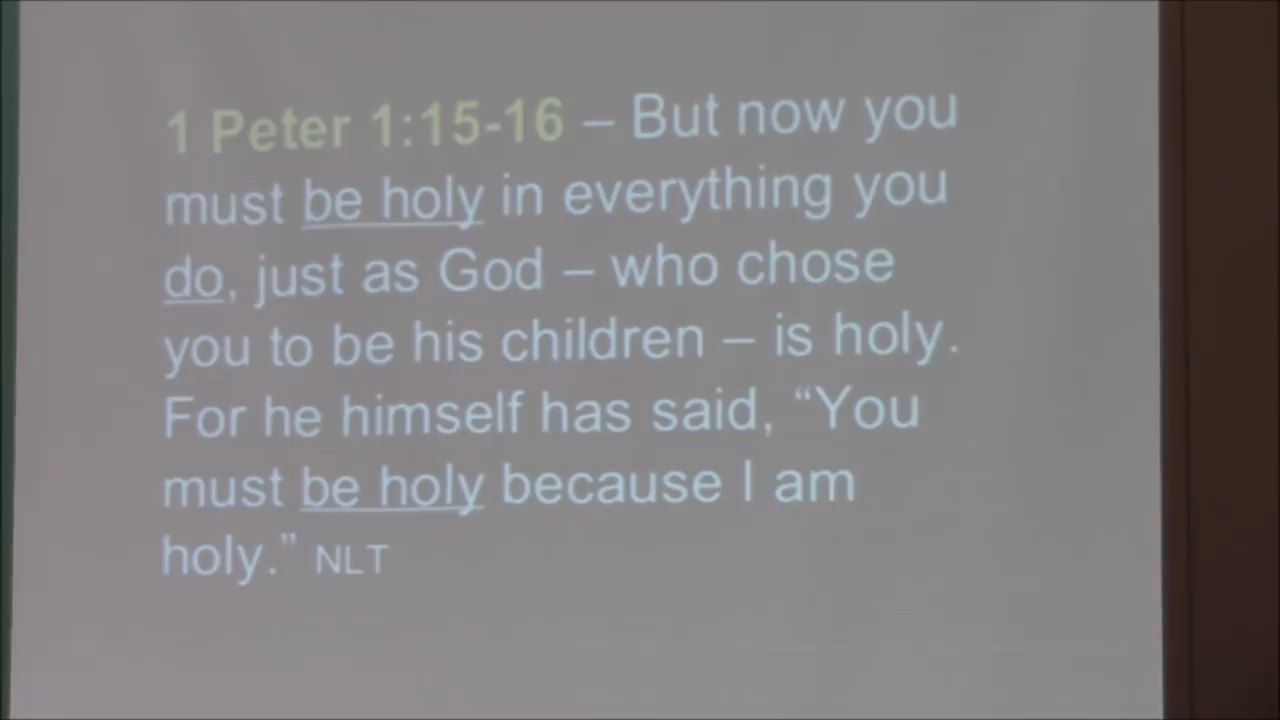 1 Peter 1:15-16 – But now you
must be holy in everything you
do, just as God – who chose
you to be his children – is holy.
For he himself has said, “You
must be holy because I am
holy.” NLT